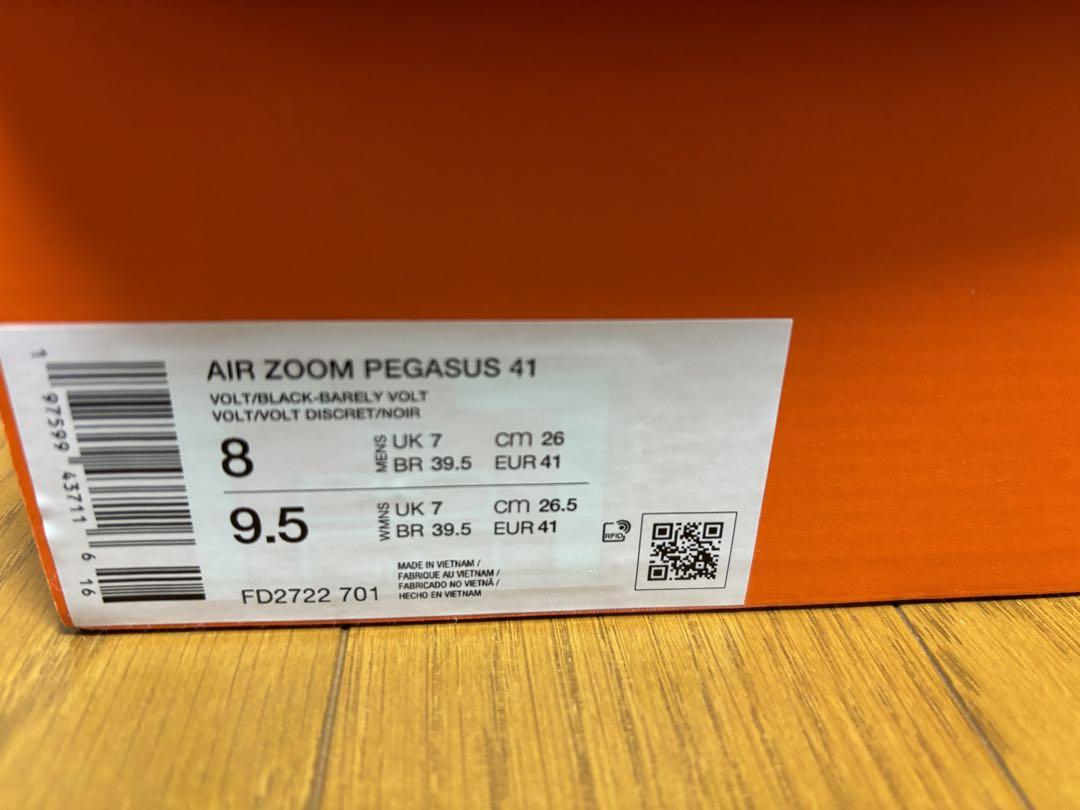 AIR ZOOM PEGASUS 41
VOLT/BLACK-BARELY VOLT
VOLT/VOLT DISCRET/NOIR
8
MENS
UK 7 cm 26
BR 39.5 EUR 41
9.5
WMNS
UK 7 cm 26.5
BR 39.5 EUR 41
RFID
MADE IN VIETNAM /
FABRIQUE AU VIETNAM /
FABRICADO NO VIETNÃ /
HECHO EN VIETNAM
FD2722 701
1 97599 43711 6 16